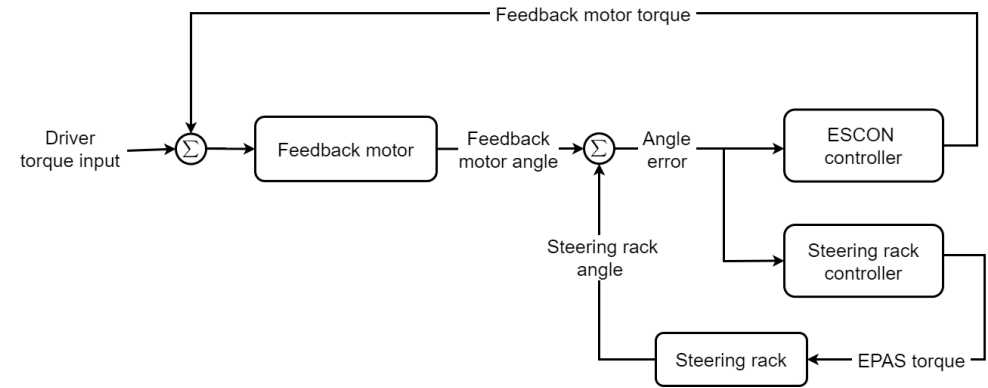 Feedback motor torque
Driver
torque input
Σ
Feedback motor
Feedback
motor angle
Σ
Angle
error
ESCON
controller
Steering rack
angle
Steering rack
controller
Steering rack
EPAS torque